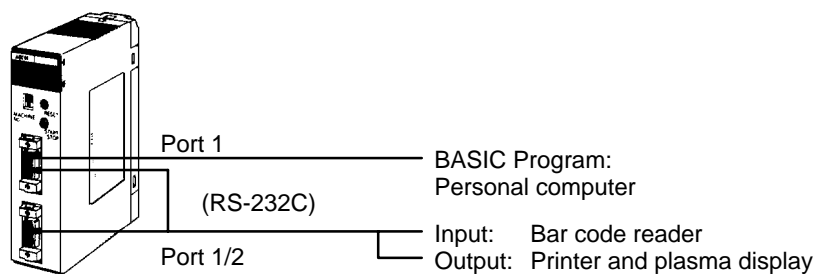 MACHINE
NO.
RESET
START
STOP
Port 1
BASIC Program:
Personal computer
(RS-232C)
Input: Bar code reader
Port 1/2
Output: Printer and plasma display